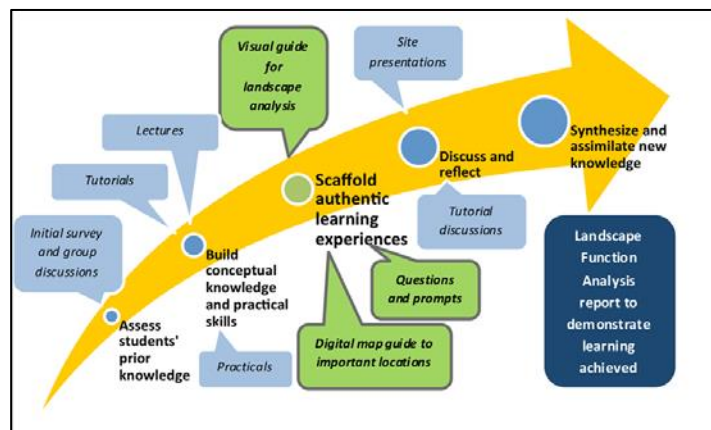 Visual guide
for
landscape
analysis
Site
presentations
Lectures
Tutorials
Initial survey
and group
discussions
Assess
students'
prior
knowledge
Build
conceptual
knowledge
and practical
skills
Practicals
Scaffold
authentic
learning
experiences
Questions
and prompts
Digital map guide to
important locations
Discuss and
reflect
Tutorial
discussions
Synthesize and
assimilate new
knowledge
Landscape
Function
Analysis
report to
demonstrate
learning
achieved